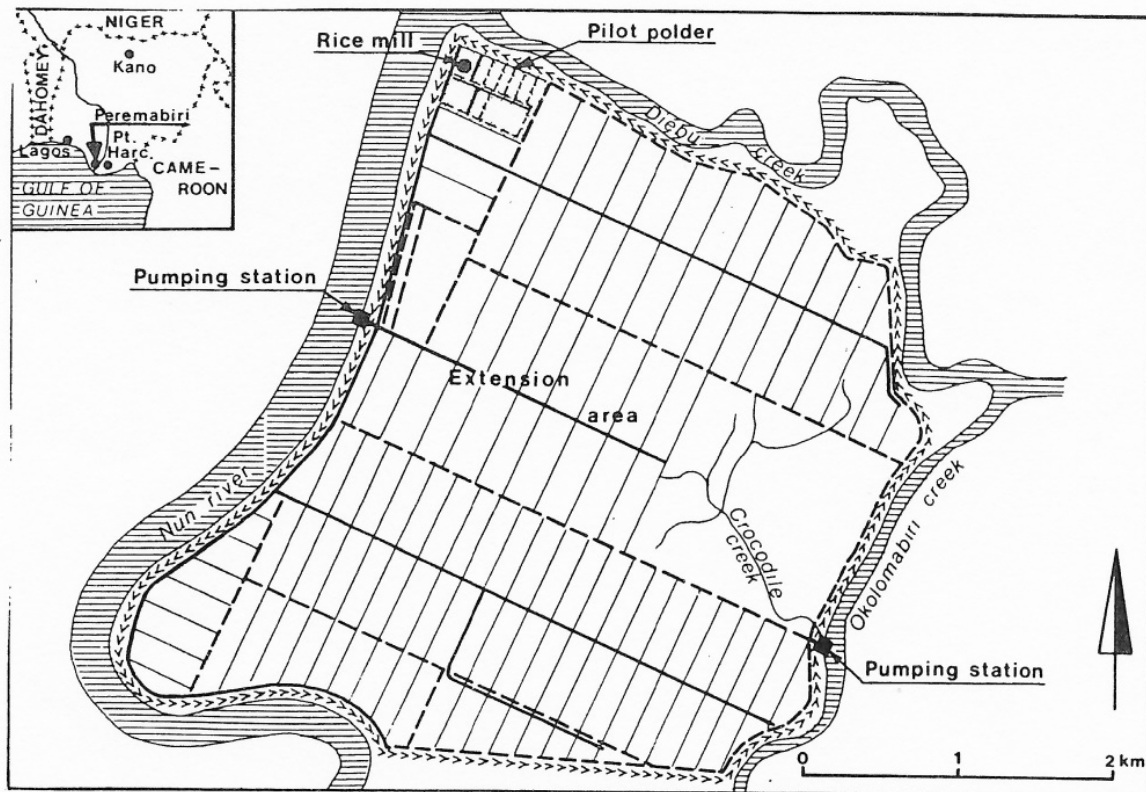 NIGER
Kano
DAHOMEY
Peremabiri
Lagos
Pt.
Harc.
CAME-
ROON
GULF OF
GUINEA
Rice mill
Pilot polder
Diebu creek
Pumping station
Extension
area
Nun river
Crocodile
creek
Okolomabiri creek
Pumping station
0 1 2 km